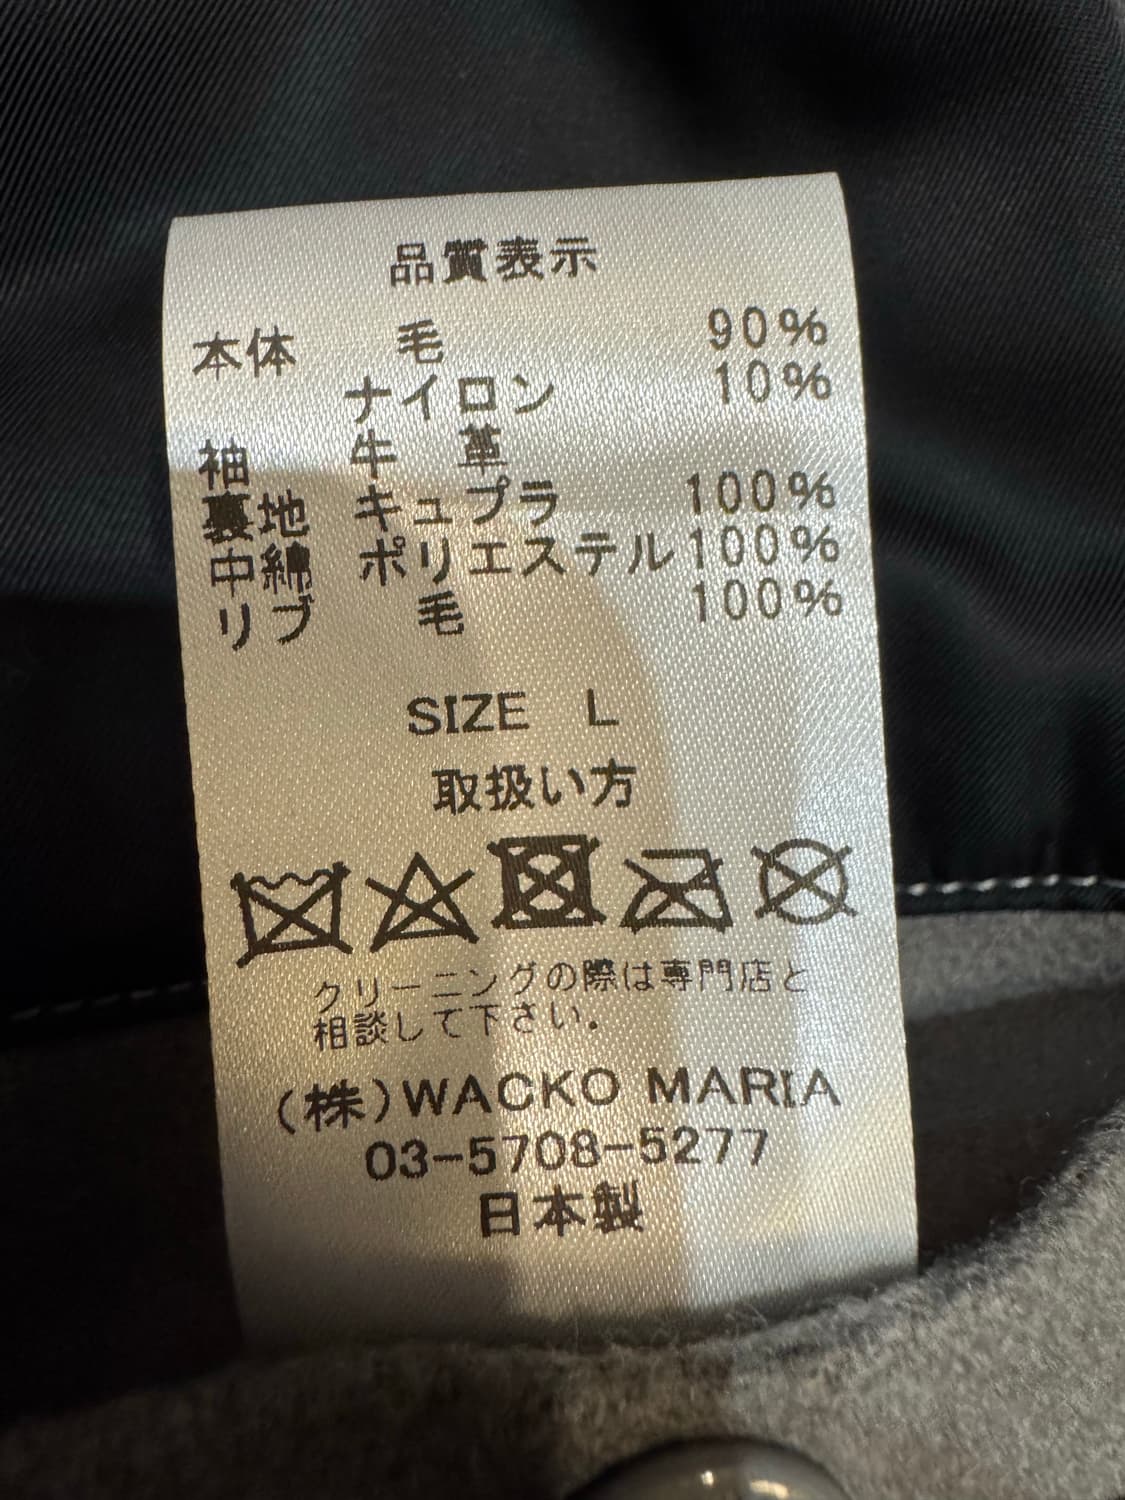 品質表示
本体 毛 90%
ナイロン 10%
袖 牛革
裏地 キュプラ 100%
中綿 ポリエステル 100%
リブ 毛 100%
SIZE L
取扱い方
クリーニングの際は専門店と
相談して下さい.
(株)WACKO MARIA
03-5708-5277
日本製